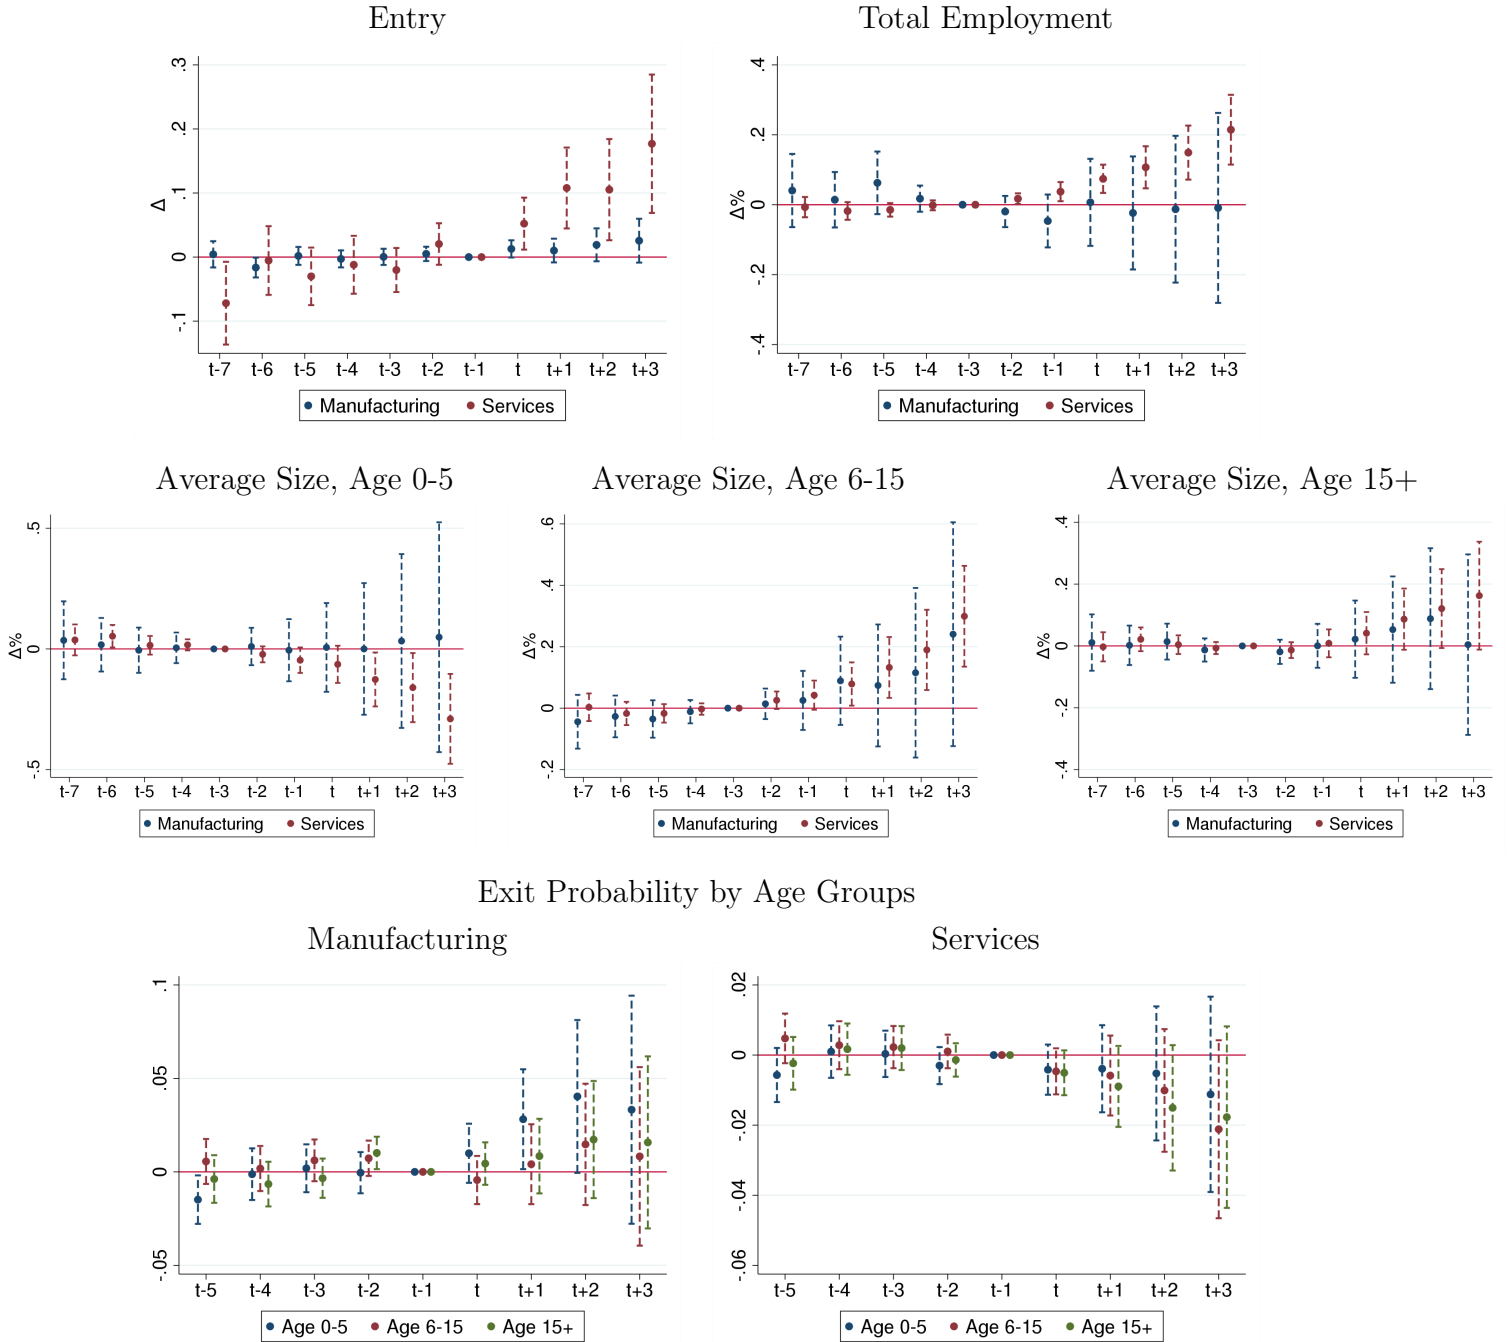 Entry
Total Employment
Δ
.3
.2
.1
0
-.1
t-7 t-6 t-5 t-4 t-3 t-2 t-1 t t+1 t+2 t+3
Manufacturing Services
Δ%
.4
.2
0
-.2
-.4
t-7 t-6 t-5 t-4 t-3 t-2 t-1 t t+1 t+2 t+3
Manufacturing Services
Average Size, Age 0-5
Average Size, Age 6-15
Average Size, Age 15+
Δ%
.5
0
-.5
t-7 t-6 t-5 t-4 t-3 t-2 t-1 t t+1 t+2 t+3
Manufacturing Services
Δ%
.6
.4
.2
0
-.2
t-7 t-6 t-5 t-4 t-3 t-2 t-1 t t+1 t+2 t+3
Manufacturing Services
Δ%
.4
.2
0
-.2
-.4
t-7 t-6 t-5 t-4 t-3 t-2 t-1 t t+1 t+2 t+3
Manufacturing Services
Exit Probability by Age Groups
Manufacturing
Services
.1
.05
0
-.05
t-5 t-4 t-3 t-2 t-1 t t+1 t+2 t+3
Age 0-5 Age 6-15 Age 15+
.02
0
-.02
-.04
-.06
t-5 t-4 t-3 t-2 t-1 t t+1 t+2 t+3
Age 0-5 Age 6-15 Age 15+